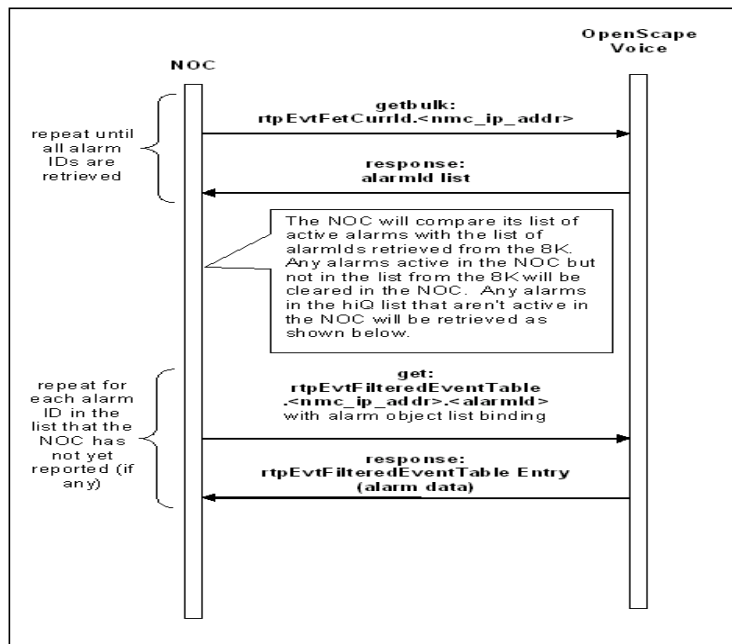 OpenScape
Voice
NOC
getbulk:
rtpEvtFetCurrId.<nmc_ip_addr>
repeat until
all alarm
IDs are
retrieved
response:
alarmId list
The NOC will compare its list of
active alarms with the list of
alarmIds retrieved from the 8K.
Any alarms active in the NOC but
not in the list from the 8K will be
cleared in the NOC.  Any alarms
in the hiQ list that aren't active in
the NOC will be retrieved as
shown below.
get:
rtpEvtFilteredEventTable
.<nmc_ip_addr>.<alarmId>
with alarm object list binding
repeat for
each alarm
ID in the
list that the
NOC has
not yet
reported (if
any)
response:
rtpEvtFilteredEventTable Entry
(alarm data)